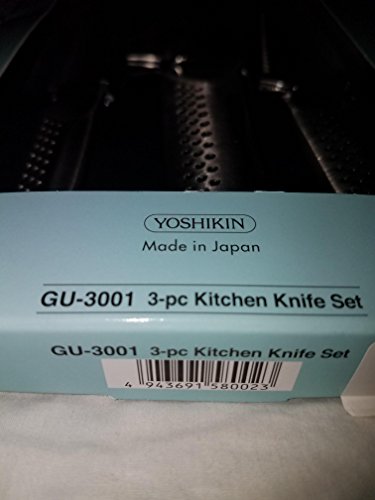 YOSHIKIN
Made in Japan
GU-3001 3-pc Kitchen Knife Set
GU-3001 3-pc Kitchen Knife Set
4 943691 580023